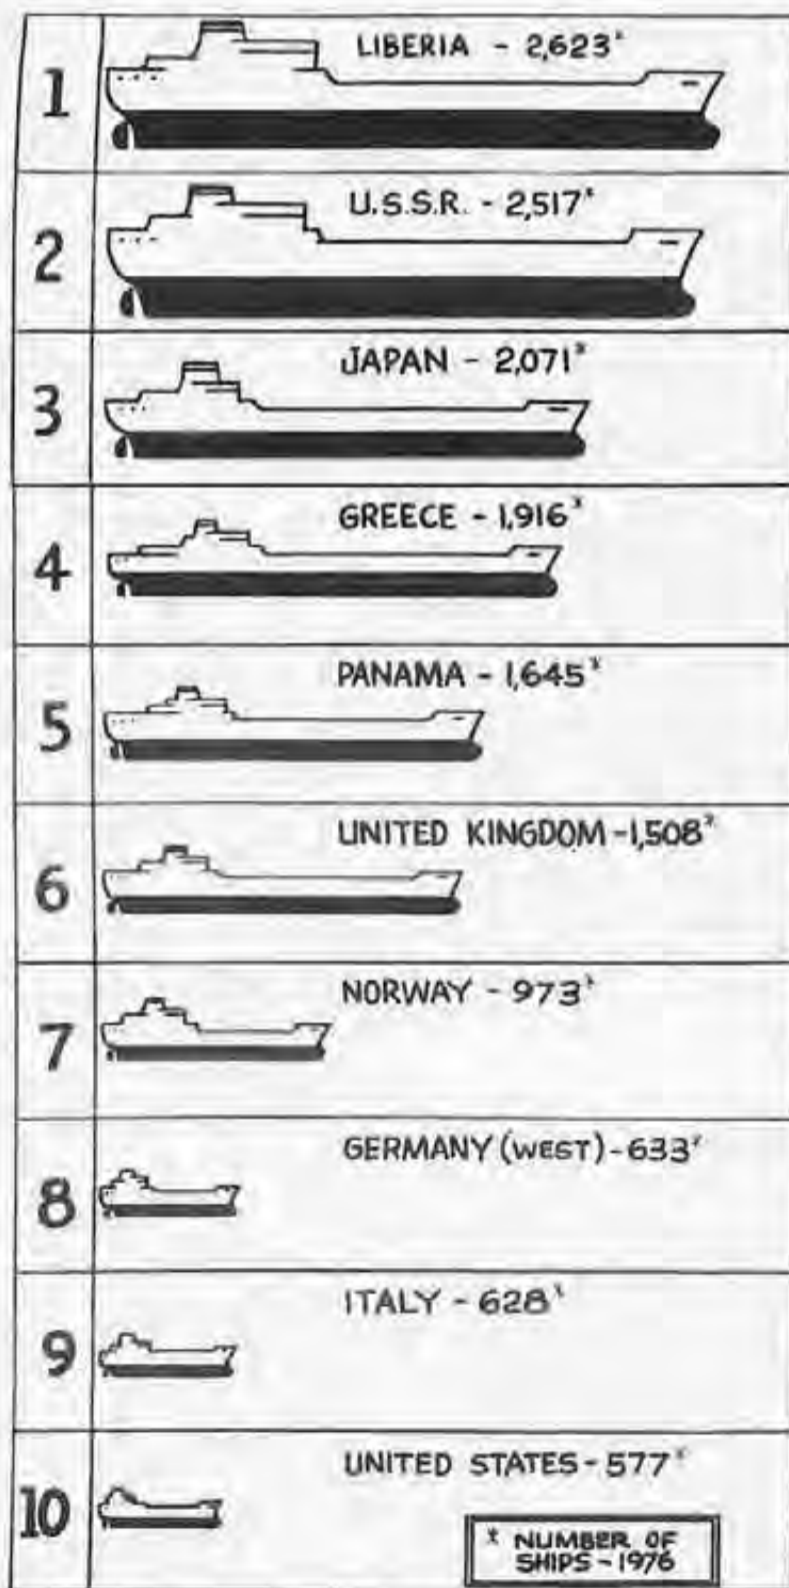 1
LIBERIA - 2,623*
2
U.S.S.R. - 2,517*
3
JAPAN - 2,071*
4
GREECE - 1,916*
5
PANAMA - 1,645*
6
UNITED KINGDOM - 1,508*
7
NORWAY - 973*
8
GERMANY (WEST) - 633*
9
ITALY - 628*
10
UNITED STATES - 577*
* NUMBER OF
SHIPS - 1976